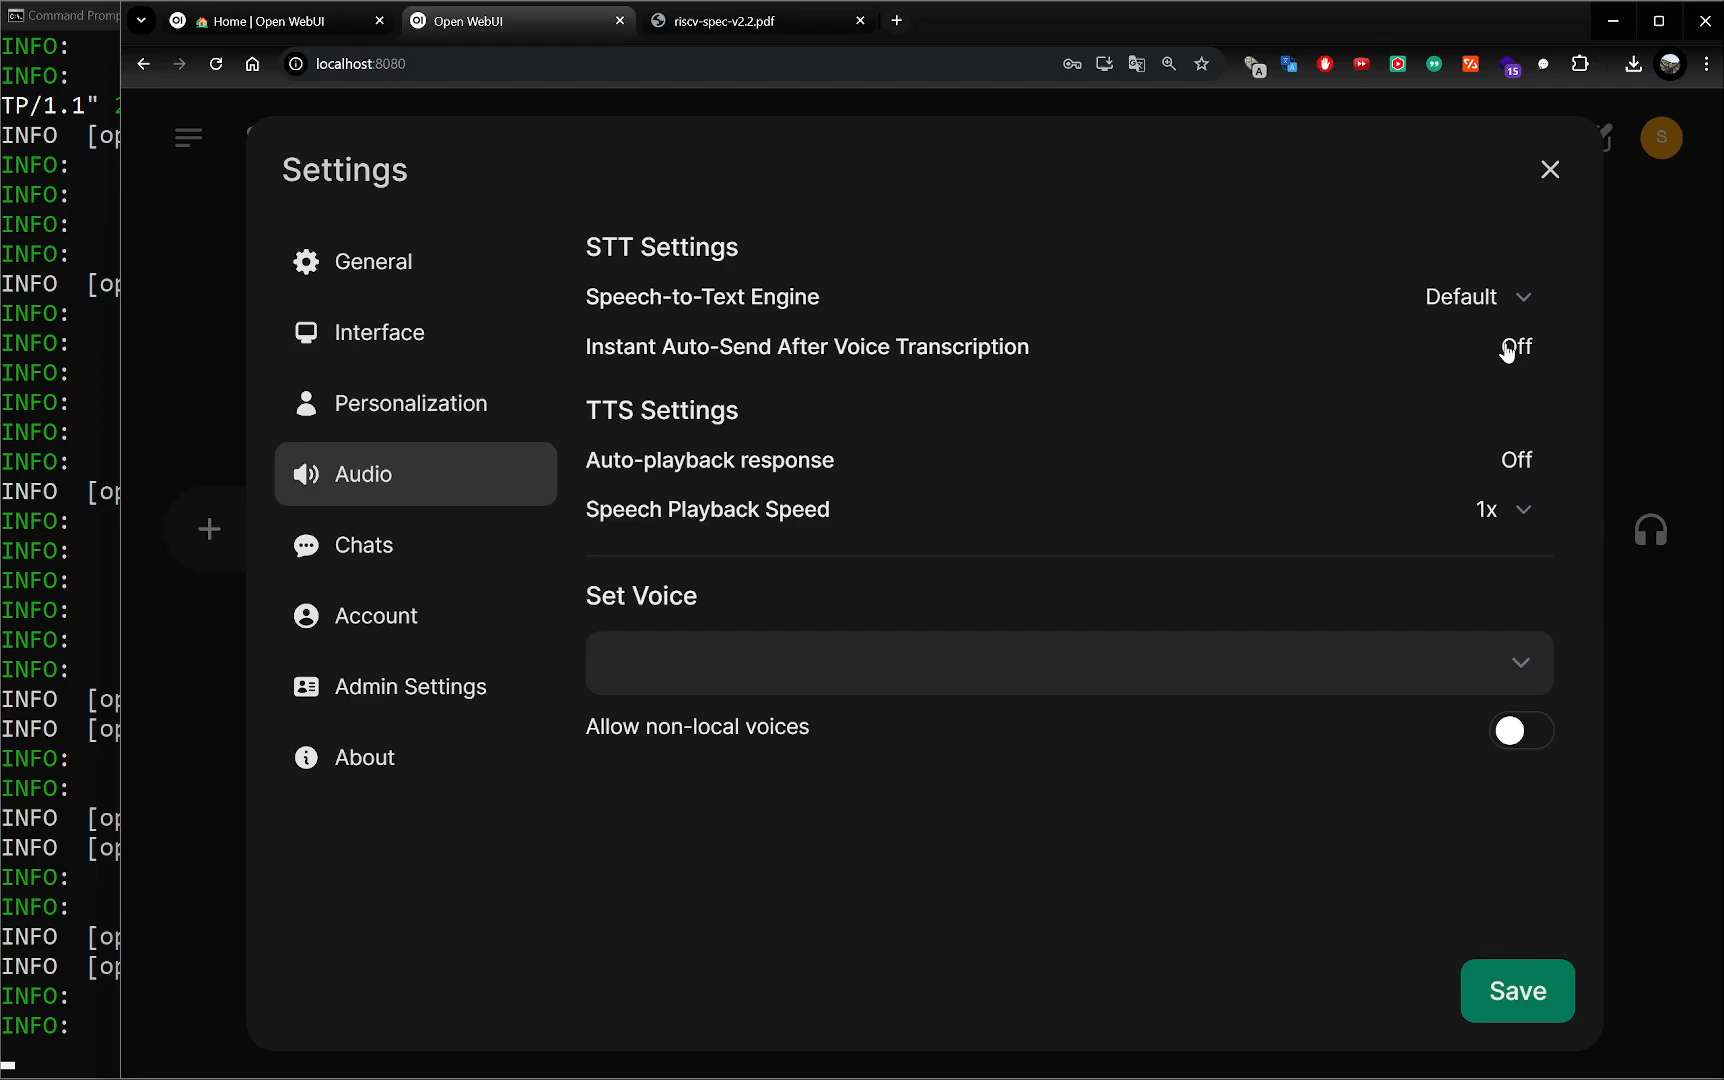 Command Promp
INFO:
INFO:
TP/1.1" 2
INFO [op
INFO:
INFO:
INFO:
INFO:
INFO [op
INFO:
INFO:
INFO:
INFO:
INFO:
INFO:
INFO [op
INFO:
INFO:
INFO:
INFO:
INFO:
INFO:
INFO [op
INFO [op
INFO:
INFO:
INFO [op
INFO [op
INFO:
INFO:
INFO [op
INFO [op
INFO:
INFO:
OI Home | Open WebUI
OI Open WebUI
riscv-spec-v2.2.pdf
localhost:8080
A
15
S
Settings
General
Interface
Personalization
Audio
Chats
Account
Admin Settings
About
STT Settings
Speech-to-Text Engine Default
Instant Auto-Send After Voice Transcription Off
TTS Settings
Auto-playback response Off
Speech Playback Speed 1x
Set Voice
Allow non-local voices
Save